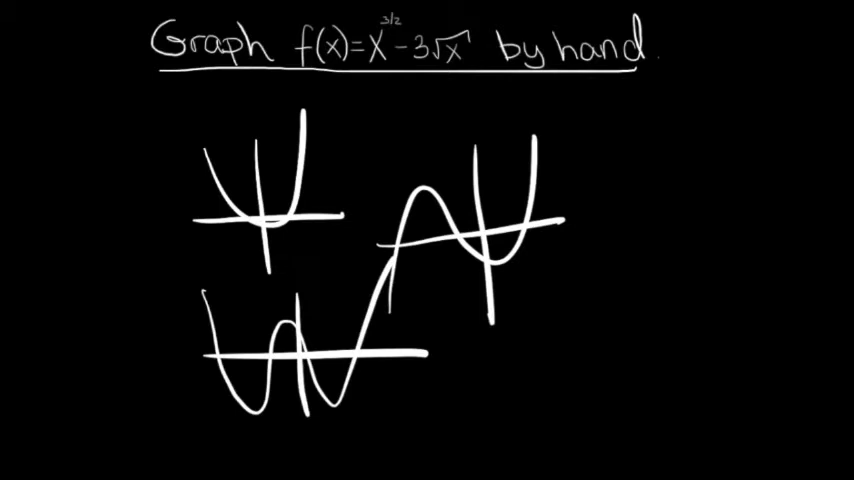 Graph f(x)=x^3/2 - 3√x by hand.